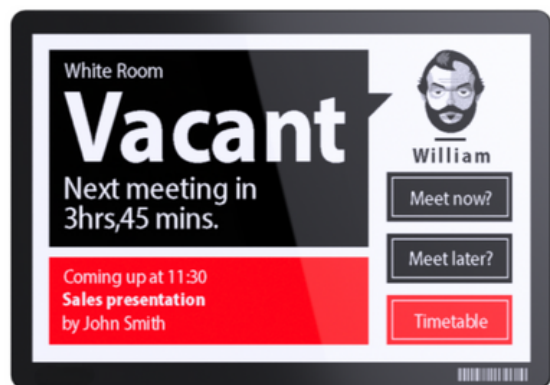 White Room
Vacant
Next meeting in
3hrs,45 mins.
Coming up at 11:30
Sales presentation
by John Smith
William
Meet now?
Meet later?
Timetable